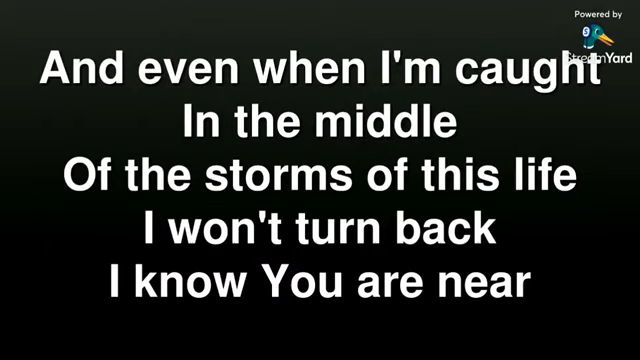 Powered by
StreamYard
And even when I'm caught
In the middle
Of the storms of this life
I won't turn back
I know You are near